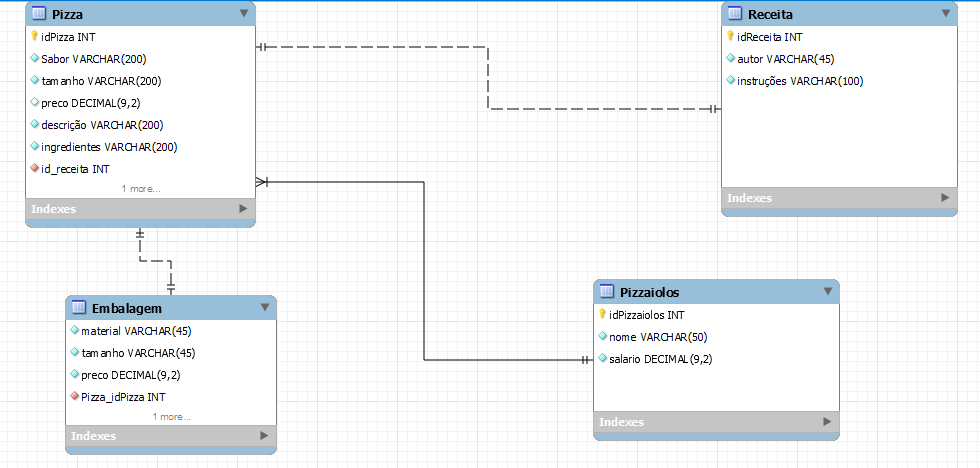 Pizza
idPizza INT
Sabor VARCHAR(200)
tamanho VARCHAR(200)
preco DECIMAL(9,2)
descrição VARCHAR(200)
ingredientes VARCHAR(200)
id_receita INT
1 more...
Indexes
Receita
idReceita INT
autor VARCHAR(45)
instruções VARCHAR(100)
Indexes
Embalagem
material VARCHAR(45)
tamanho VARCHAR(45)
preco DECIMAL(9,2)
Pizza_idPizza INT
1 more...
Indexes
Pizzaiolos
idPizzaiolos INT
nome VARCHAR(50)
salario DECIMAL(9,2)
Indexes